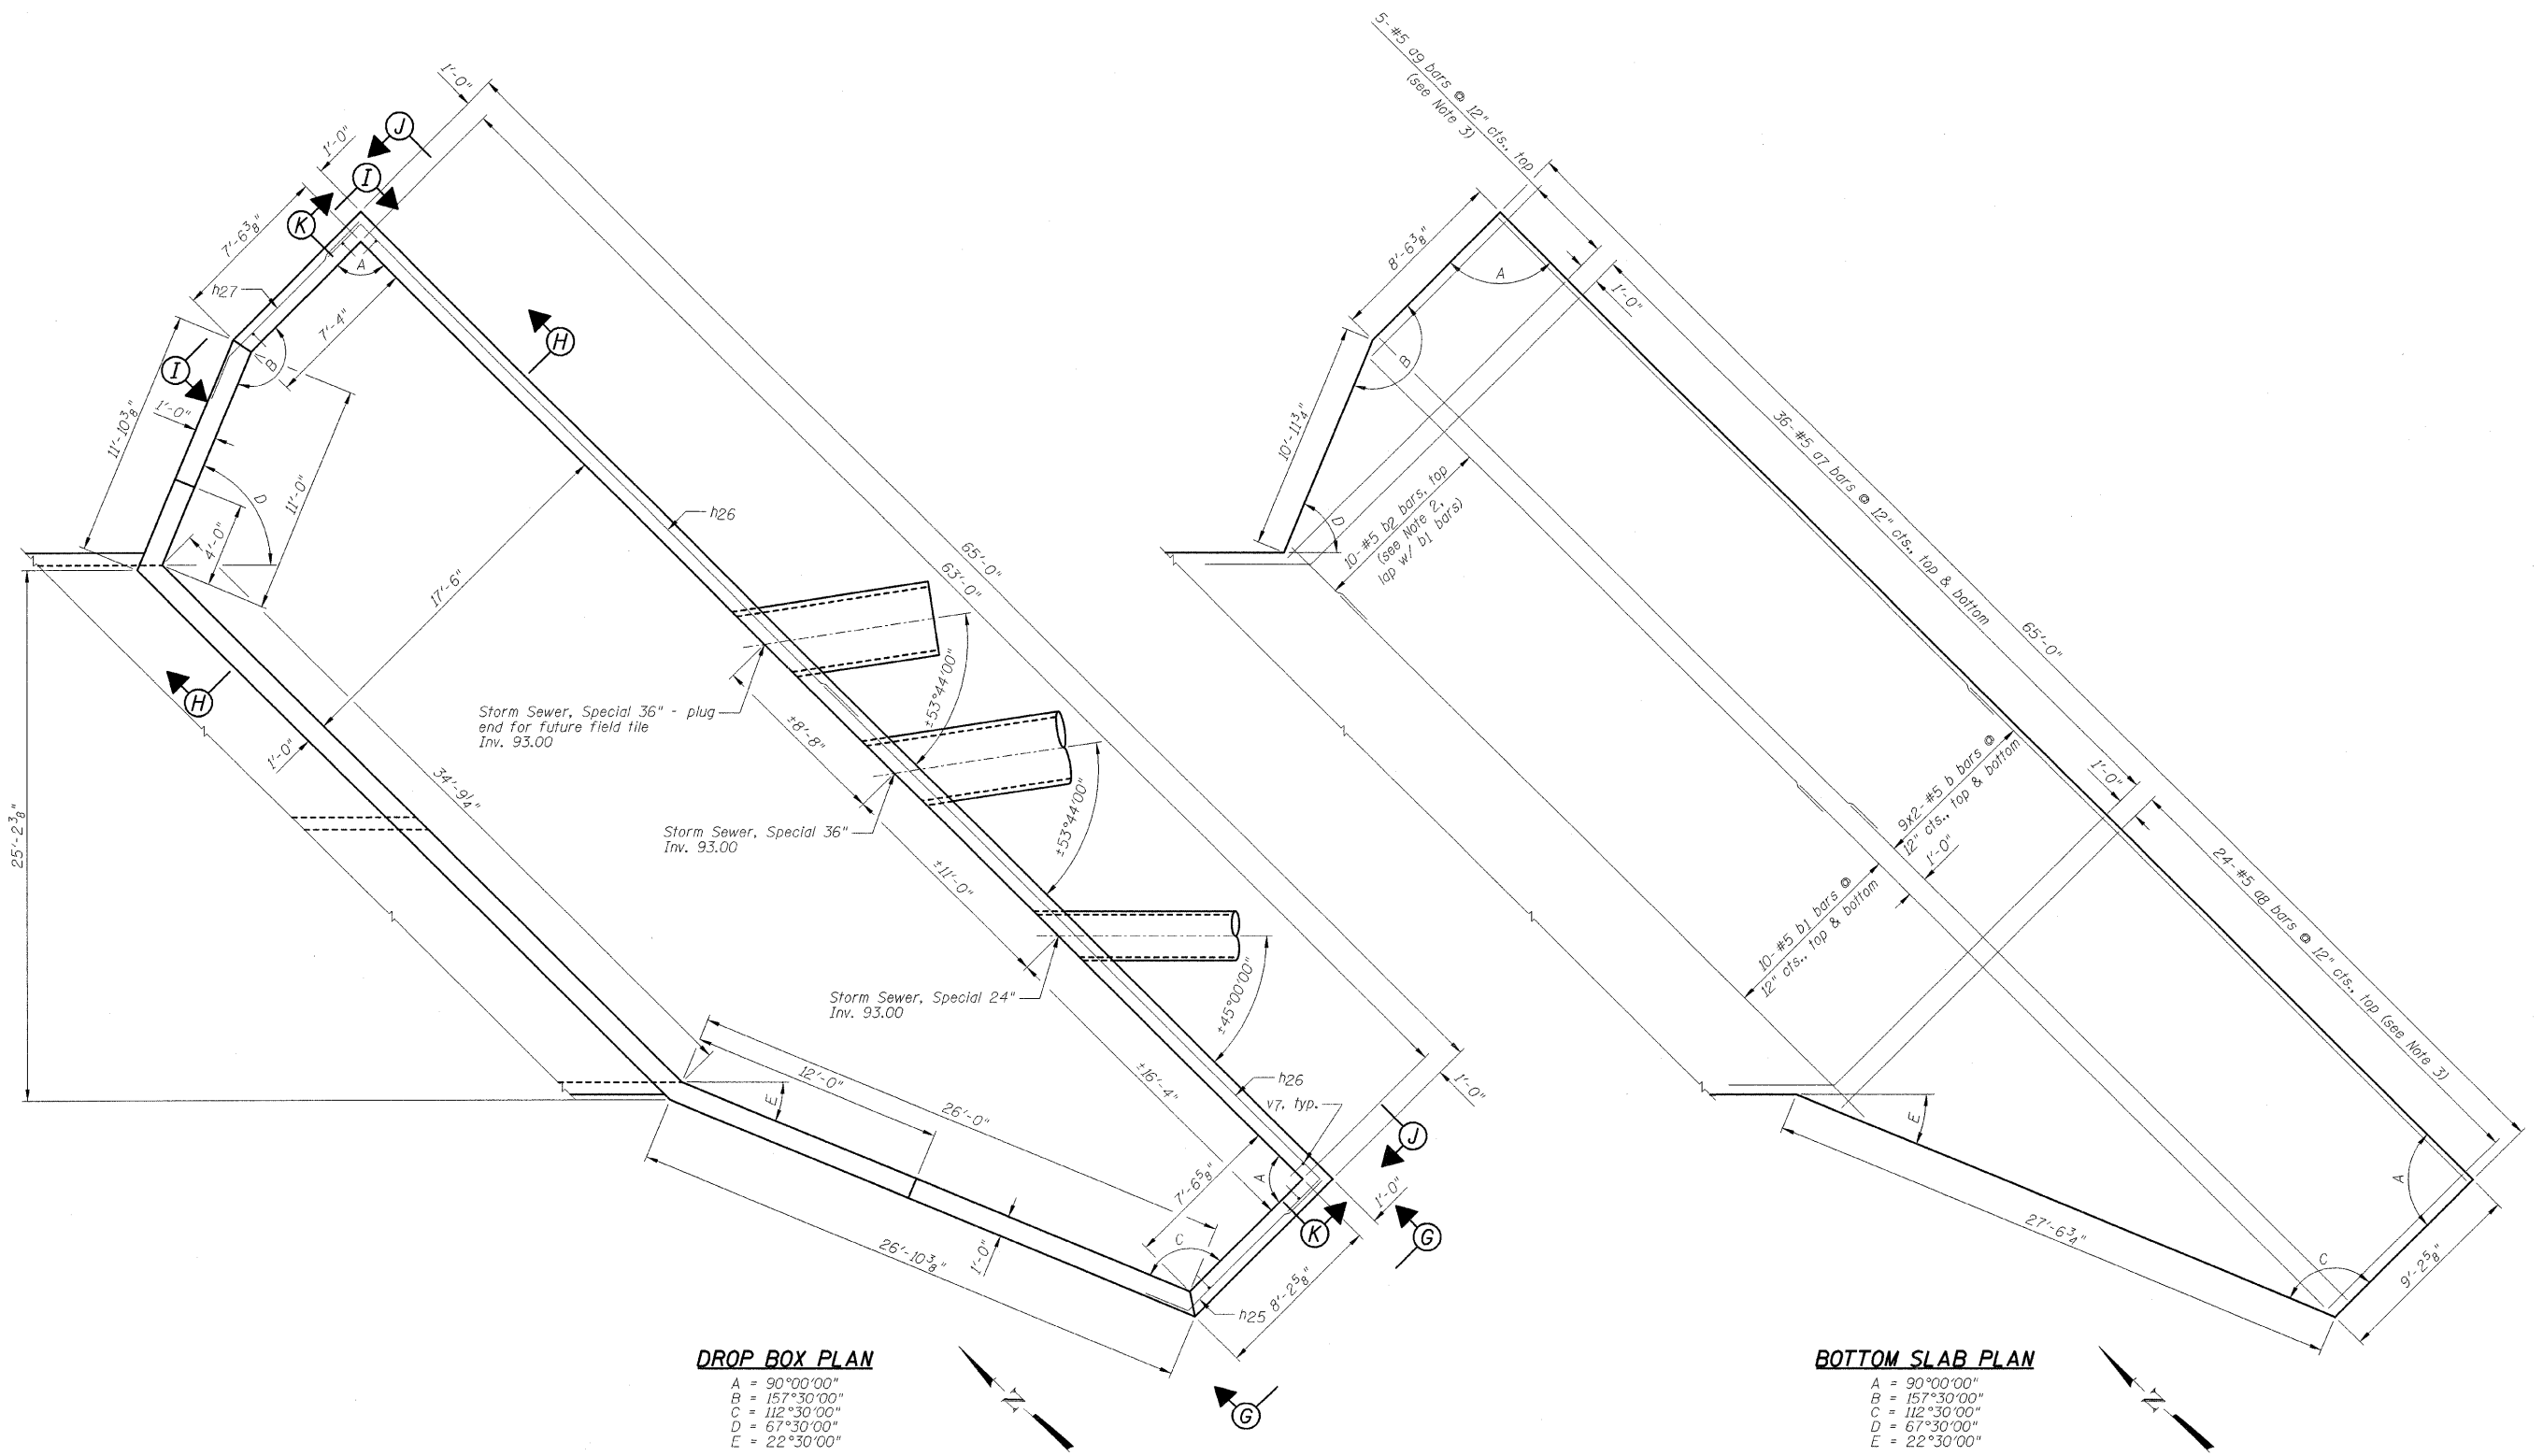 1'-0"
J
1'-0"
I
K
7'-6 3/8"
A
h27
7'-4"
B
H
I
1'-0"
11'-10 3/8"
D
11'-0"
4'-0"
17'-6"
h26
65'-0"
63'-0"
H
1'-0"
34'-9 1/4"
25'-2 3/8"
Storm Sewer, Special 36" - plug
end for future field tile
Inv. 93.00
±53°44'00"
±8'-8"
Storm Sewer, Special 36"
Inv. 93.00
±53°44'00"
±11'-0"
Storm Sewer, Special 24"
Inv. 93.00
±45°00'00"
±16'-4"
h26
v7, typ.
1'-0"
12'-0"
26'-0"
E
7'-6 5/8"
A
J
1'-0"
K
G
C
1'-0"
26'-10 3/8"
8'-2 5/8"
h25
G
DROP BOX PLAN
A = 90°00'00"
B = 157°30'00"
C = 112°30'00"
D = 67°30'00"
E = 22°30'00"
N
5-#5 a9 bars @ 12" cts., top
(see Note 3)
8'-6 3/8"
A
1'-0"
B
10'-11 3/4"
D
10-#5 b2 bars, top
(see Note 2,
lap w/ b1 bars)
36-#5 a7 bars @ 12" cts., top & bottom
65'-0"
9x2-#5 b bars @
12" cts., top & bottom
1'-0"
1'-0"
10-#5 b1 bars @
12" cts., top & bottom
24-#5 a8 bars @ 12" cts., top (see Note 3)
E
A
27'-6 3/4"
C
9'-2 5/8"
BOTTOM SLAB PLAN
A = 90°00'00"
B = 157°30'00"
C = 112°30'00"
D = 67°30'00"
E = 22°30'00"
N